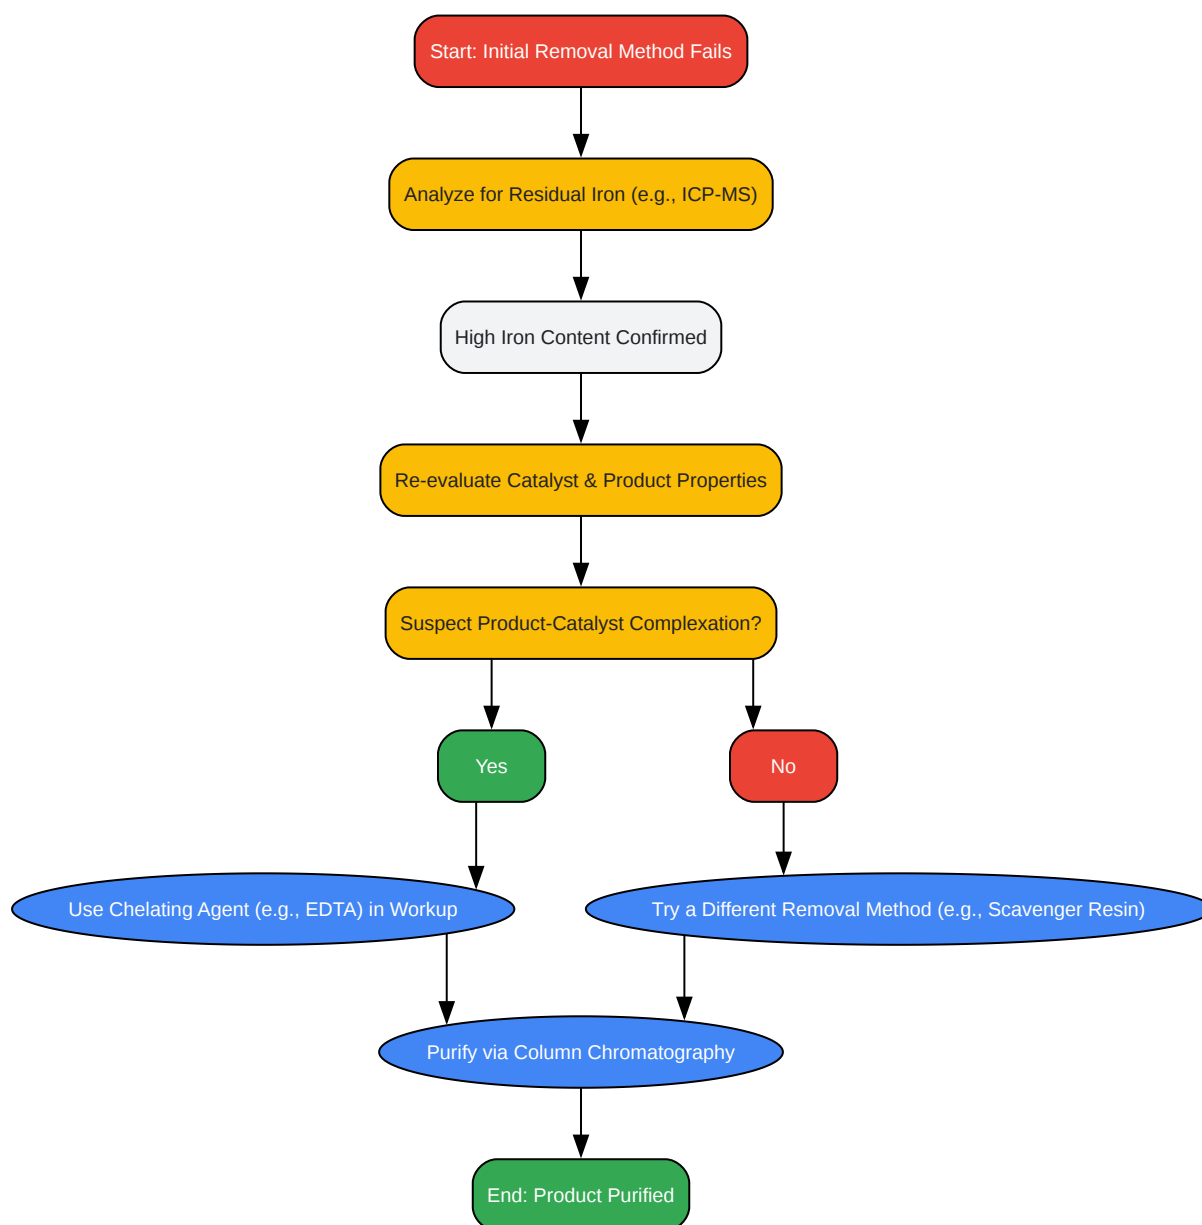 Start: Initial Removal Method Fails
Analyze for Residual Iron (e.g., ICP-MS)
High Iron Content Confirmed
Re-evaluate Catalyst & Product Properties
Suspect Product-Catalyst Complexation?
Yes
No
Use Chelating Agent (e.g., EDTA) in Workup
Try a Different Removal Method (e.g., Scavenger Resin)
Purify via Column Chromatography
End: Product Purified